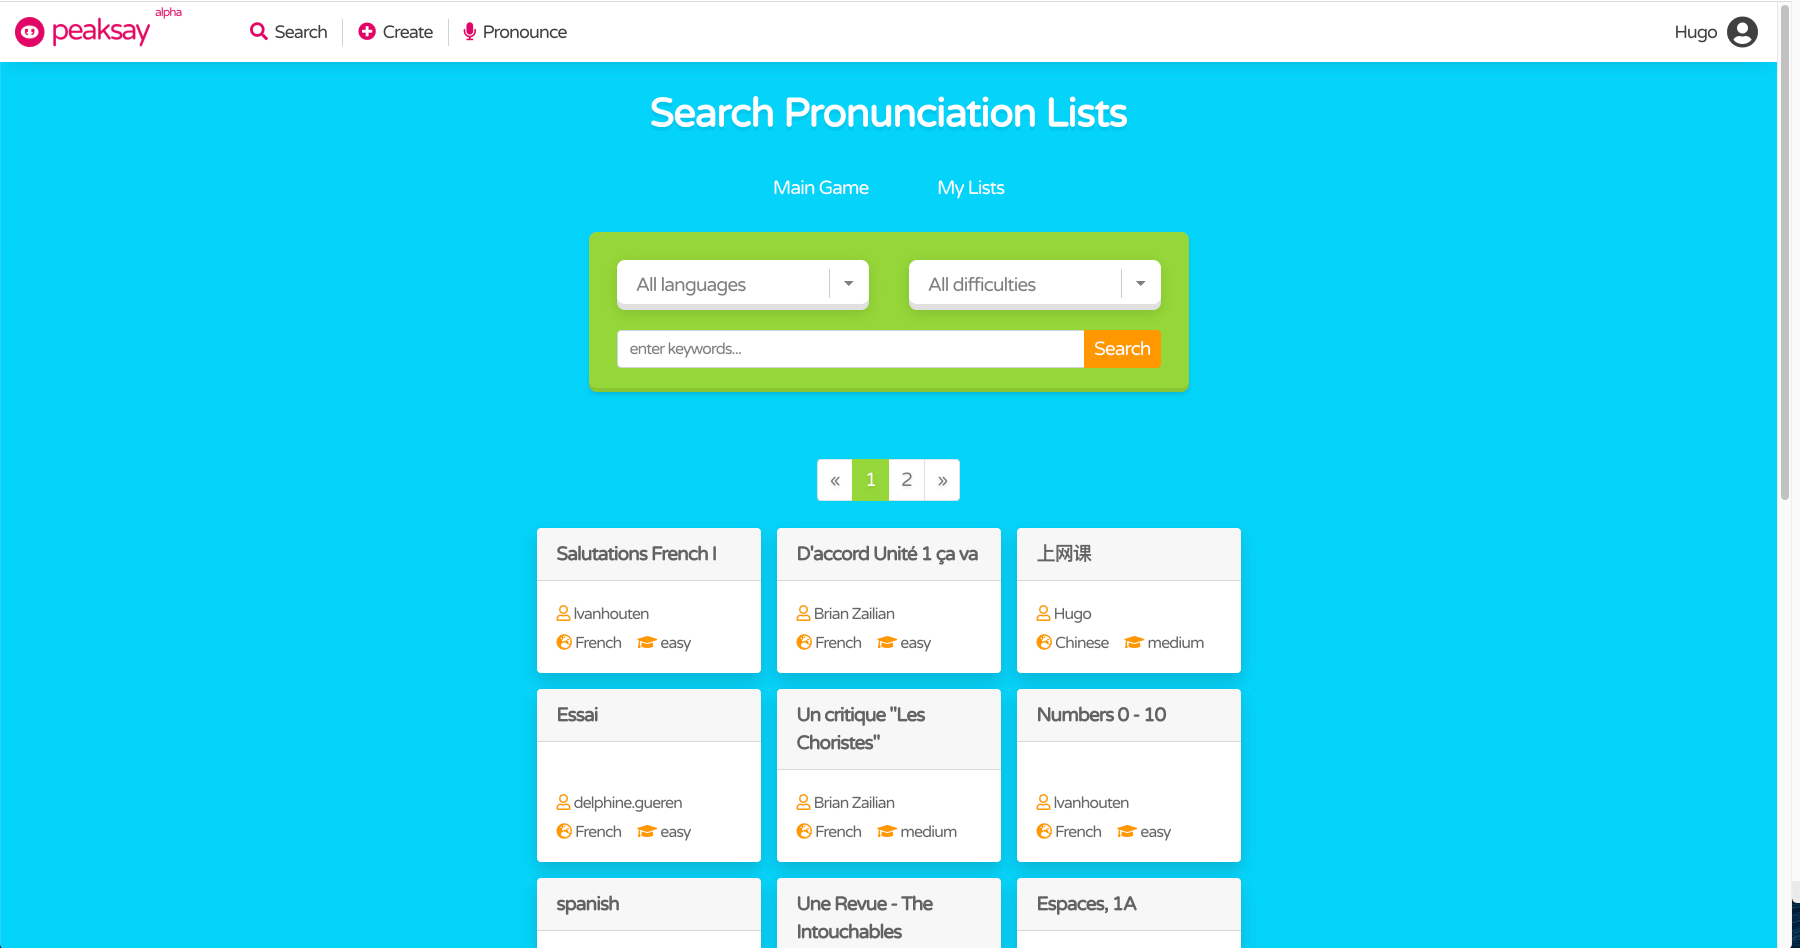 peaksay
alpha
Search
Create
Pronounce
Hugo
Search Pronunciation Lists
Main Game
My Lists
All languages
All difficulties
enter keywords...
Search
« 1 2 »
Salutations French I
lvanhouten
French easy
D'accord Unité 1 ça va
Brian Zailian
French easy
上网课
Hugo
Chinese medium
Essai
delphine.gueren
French easy
Un critique "Les
Choristes"
Brian Zailian
French medium
Numbers 0 - 10
lvanhouten
French easy
spanish
Une Revue - The
Intouchables
Espaces, 1A